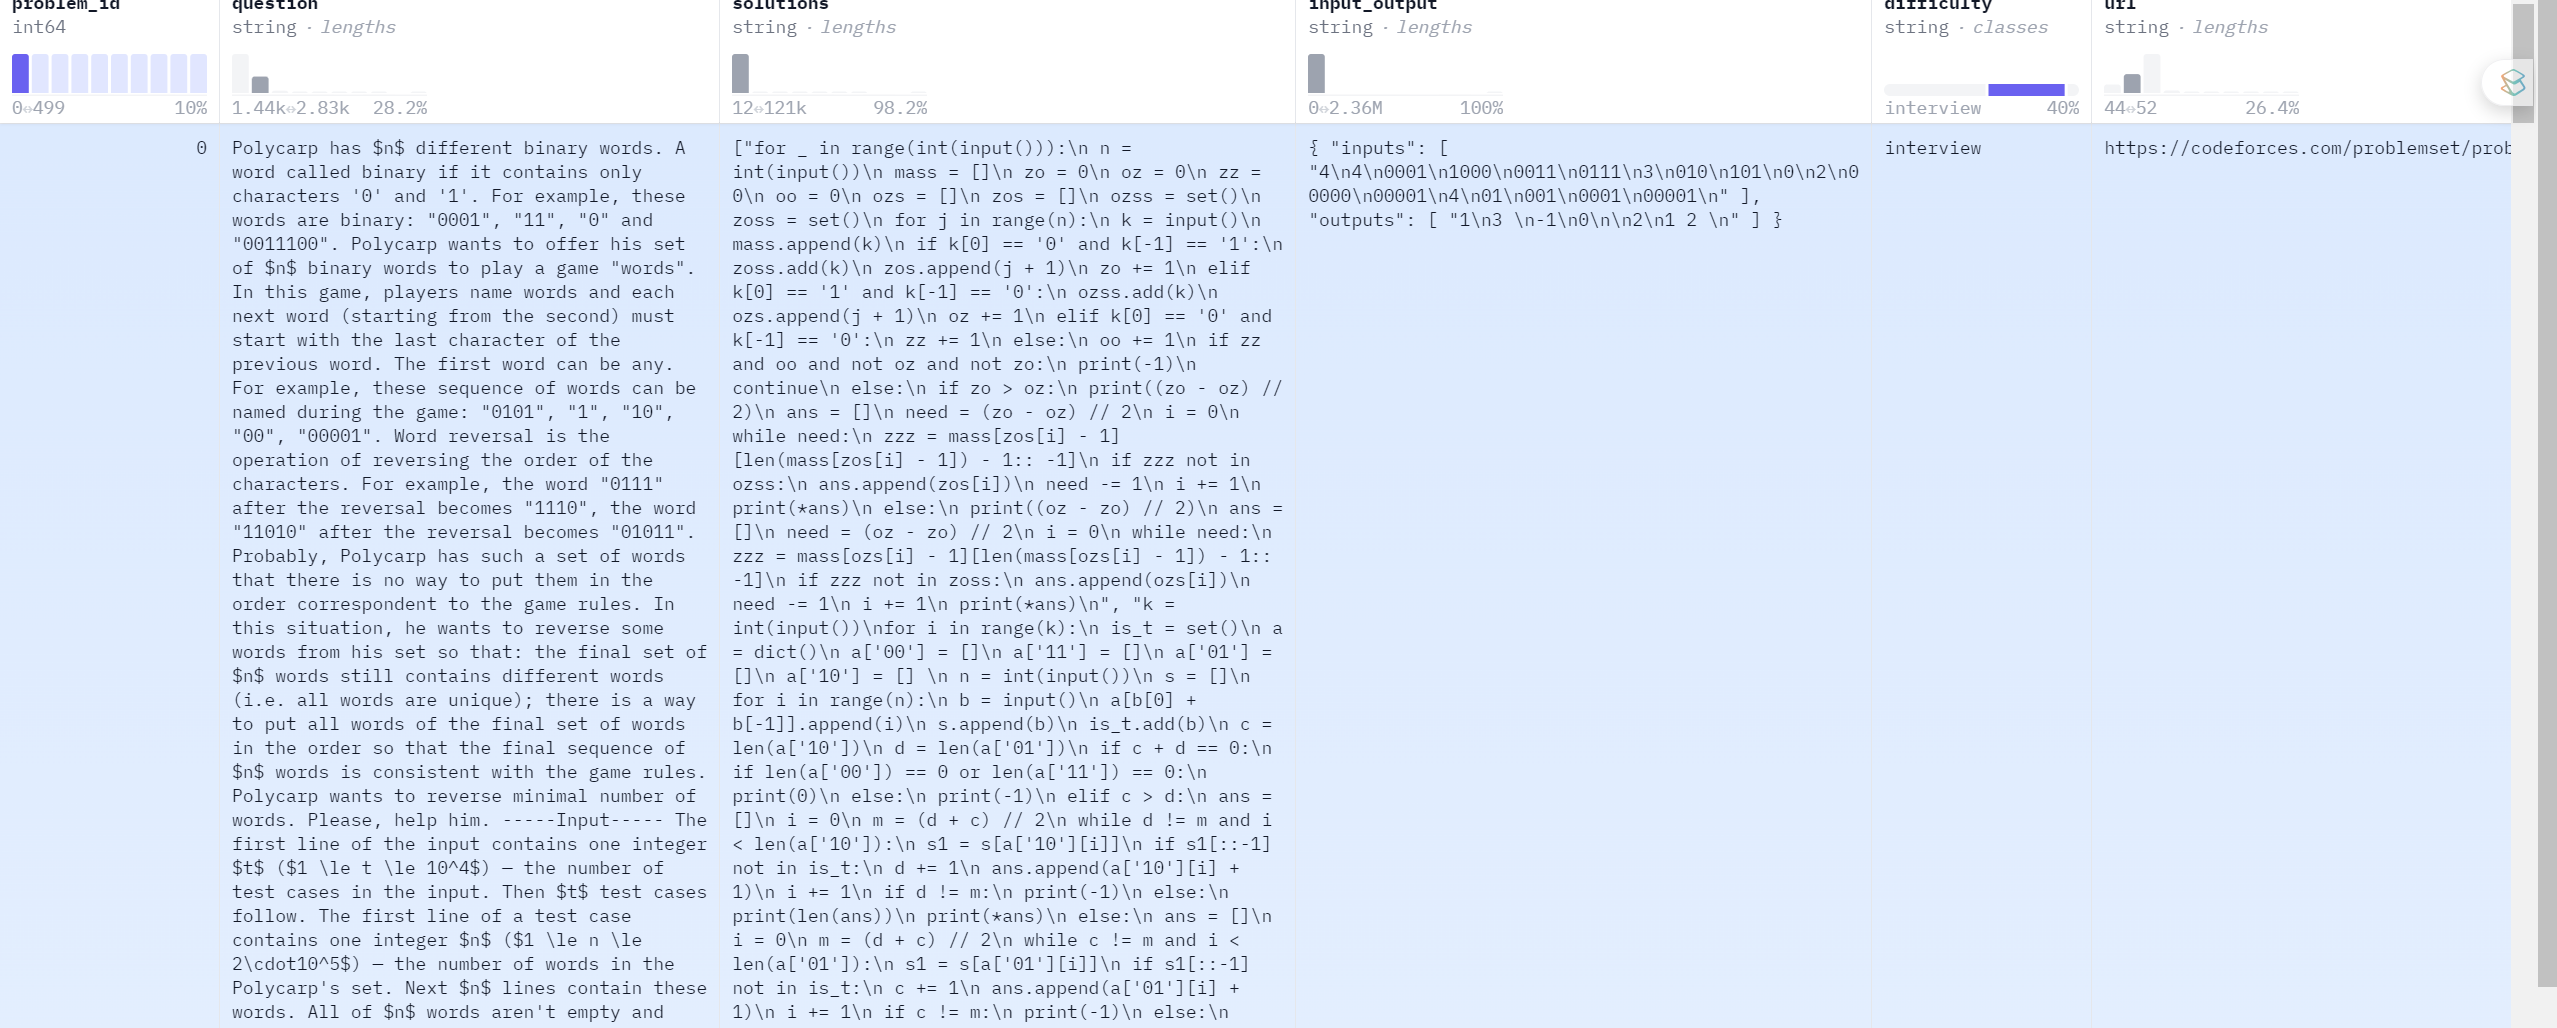 problem_id
int64
0↔499 10%
question
string · lengths
1.44k↔2.83k 28.2%
solutions
string · lengths
12↔121k 98.2%
input_output
string · lengths
0↔2.36M 100%
difficulty
string · classes
interview 40%
url
string · lengths
44↔52 26.4%
0
Polycarp has $n$ different binary words. A
word called binary if it contains only
characters '0' and '1'. For example, these
words are binary: "0001", "11", "0" and
"0011100". Polycarp wants to offer his set
of $n$ binary words to play a game "words".
In this game, players name words and each
next word (starting from the second) must
start with the last character of the
previous word. The first word can be any.
For example, these sequence of words can be
named during the game: "0101", "1", "10",
"00", "00001". Word reversal is the
operation of reversing the order of the
characters. For example, the word "0111"
after the reversal becomes "1110", the word
"11010" after the reversal becomes "01011".
Probably, Polycarp has such a set of words
that there is no way to put them in the
order correspondent to the game rules. In
this situation, he wants to reverse some
words from his set so that: the final set of
$n$ words still contains different words
(i.e. all words are unique); there is a way
to put all words of the final set of words
in the order so that the final sequence of
$n$ words is consistent with the game rules.
Polycarp wants to reverse minimal number of
words. Please, help him. -----Input----- The
first line of the input contains one integer
$t$ ($1 \le t \le 10^4$) — the number of
test cases in the input. Then $t$ test cases
follow. The first line of a test case
contains one integer $n$ ($1 \le n \le
2\cdot10^5$) — the number of words in the
Polycarp's set. Next $n$ lines contain these
words. All of $n$ words aren't empty and
["for _ in range(int(input())):\n n =
int(input())\n mass = []\n zo = 0\n oz = 0\n zz =
0\n oo = 0\n ozs = []\n zos = []\n ozss = set()\n
zoss = set()\n for j in range(n):\n k = input()\n
mass.append(k)\n if k[0] == '0' and k[-1] == '1':\n
zoss.add(k)\n zos.append(j + 1)\n zo += 1\n elif
k[0] == '1' and k[-1] == '0':\n ozss.add(k)\n
ozs.append(j + 1)\n oz += 1\n elif k[0] == '0' and
k[-1] == '0':\n zz += 1\n else:\n oo += 1\n if zz
and oo and not oz and not zo:\n print(-1)\n
continue\n else:\n if zo > oz:\n print((zo - oz) //
2)\n ans = []\n need = (zo - oz) // 2\n i = 0\n
while need:\n zzz = mass[zos[i] - 1]
[len(mass[zos[i] - 1]) - 1:: -1]\n if zzz not in
ozss:\n ans.append(zos[i])\n need -= 1\n i += 1\n
print(*ans)\n else:\n print((oz - zo) // 2)\n ans =
[]\n need = (oz - zo) // 2\n i = 0\n while need:\n
zzz = mass[ozs[i] - 1][len(mass[ozs[i] - 1]) - 1::
-1]\n if zzz not in zoss:\n ans.append(ozs[i])\n
need -= 1\n i += 1\n print(*ans)\n", "k =
int(input())\nfor i in range(k):\n is_t = set()\n a
= dict()\n a['00'] = []\n a['11'] = []\n a['01'] =
[]\n a['10'] = [] \n n = int(input())\n s = []\n
for i in range(n):\n b = input()\n a[b[0] +
b[-1]].append(i)\n s.append(b)\n is_t.add(b)\n c =
len(a['10'])\n d = len(a['01'])\n if c + d == 0:\n
if len(a['00']) == 0 or len(a['11']) == 0:\n
print(0)\n else:\n print(-1)\n elif c > d:\n ans =
[]\n i = 0\n m = (d + c) // 2\n while d != m and i
< len(a['10']):\n s1 = s[a['10'][i]]\n if s1[::-1]
not in is_t:\n d += 1\n ans.append(a['10'][i] +
1)\n i += 1\n if d != m:\n print(-1)\n else:\n
print(len(ans))\n print(*ans)\n else:\n ans = []\n
i = 0\n m = (d + c) // 2\n while c != m and i <
len(a['01']):\n s1 = s[a['01'][i]]\n if s1[::-1]
not in is_t:\n c += 1\n ans.append(a['01'][i] +
1)\n i += 1\n if c != m:\n print(-1)\n else:\n
{ "inputs": [
"4\n4\n0001\n1000\n0011\n0111\n3\n010\n101\n0\n2\n0
0000\n00001\n4\n01\n001\n0001\n00001\n" ],
"outputs": [ "1\n3 \n-1\n0\n\n2\n1 2 \n" ] }
interview
https://codeforces.com/problemset/prob